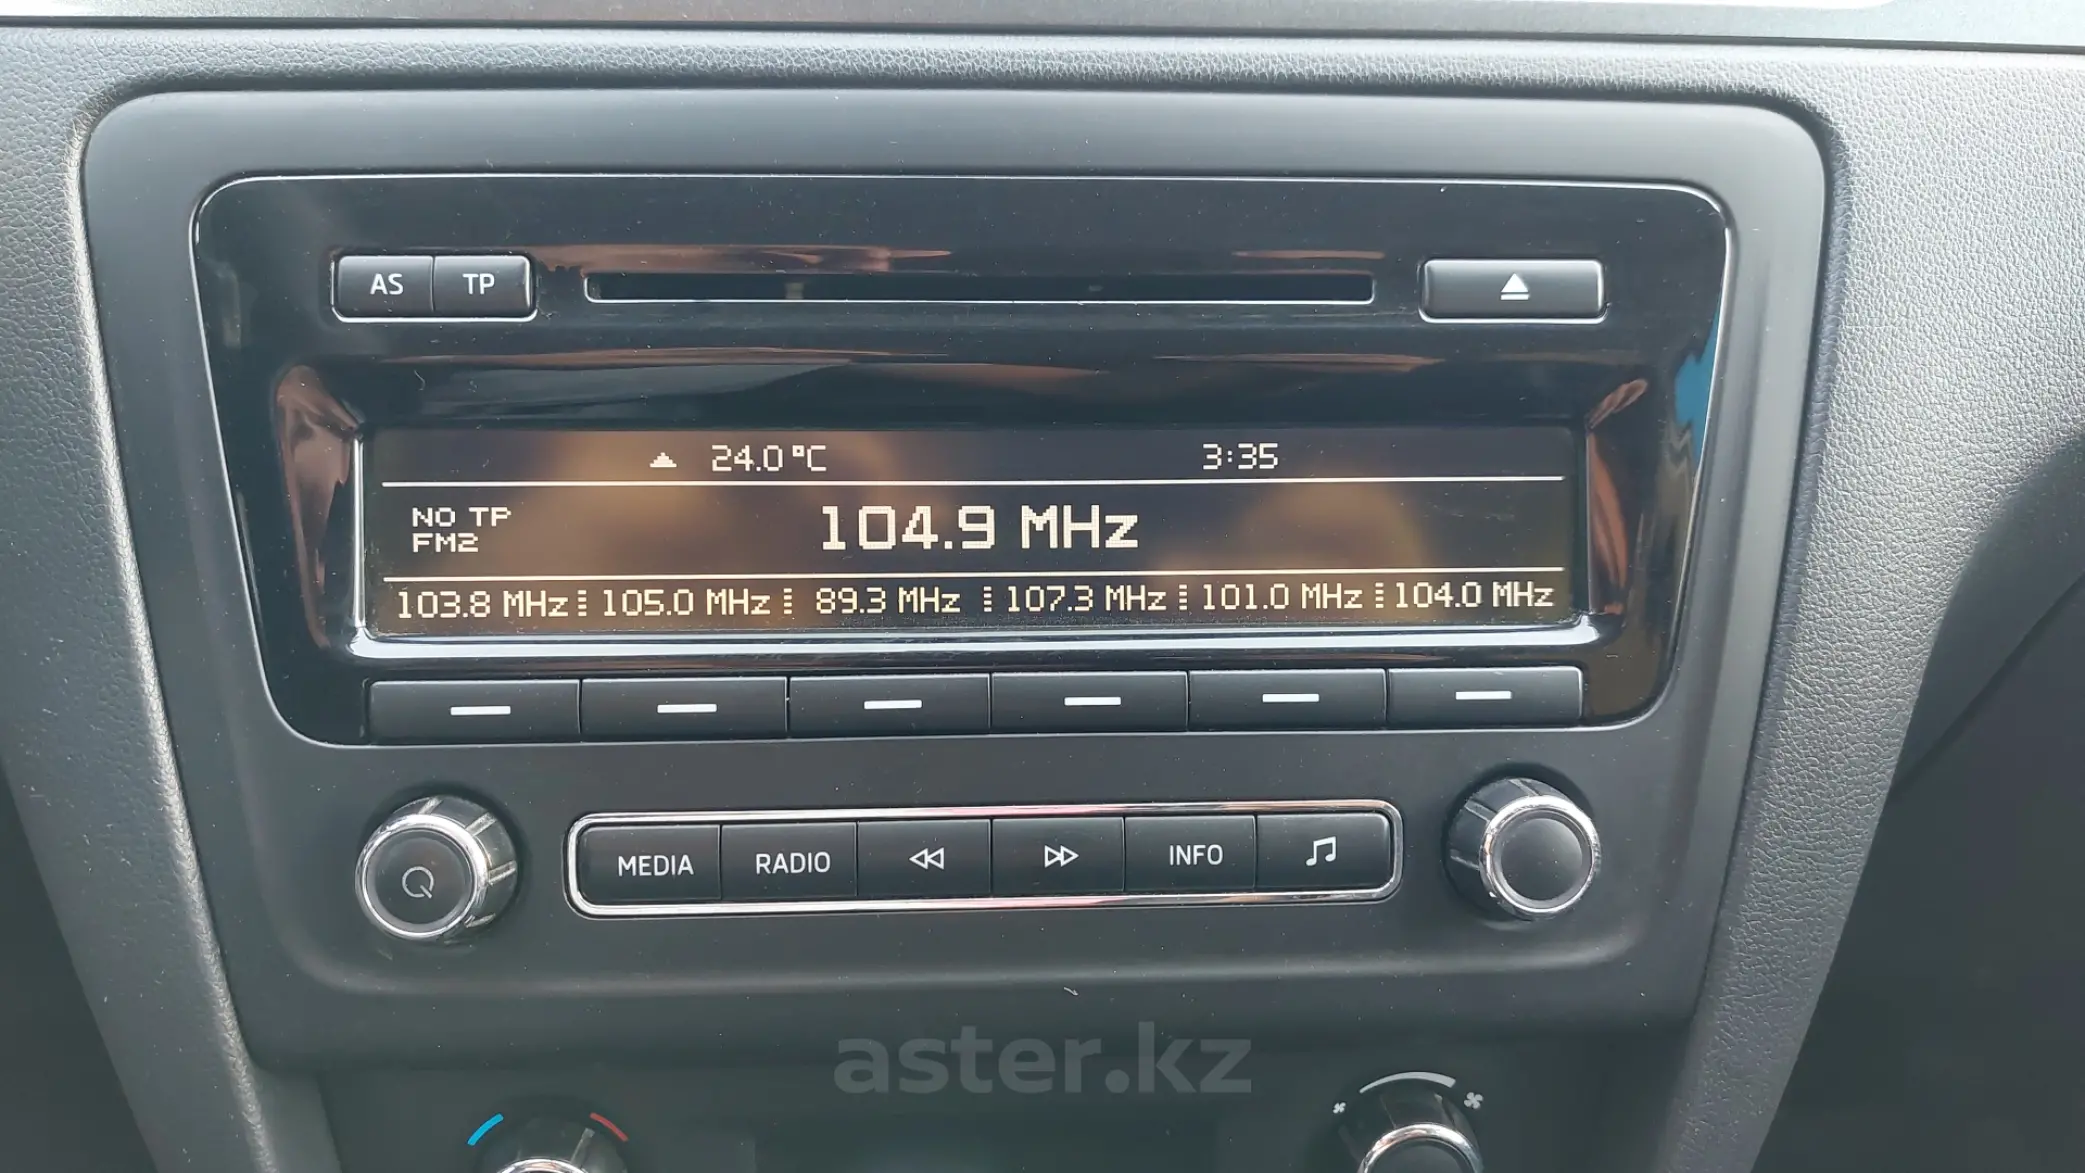 AS TP
24.0 °C 3:35
NO TP
FM2
104.9 MHz
103.8 MHz 105.0 MHz 89.3 MHz 107.3 MHz 101.0 MHz 104.0 MHz
MEDIA RADIO INFO
aster.kz